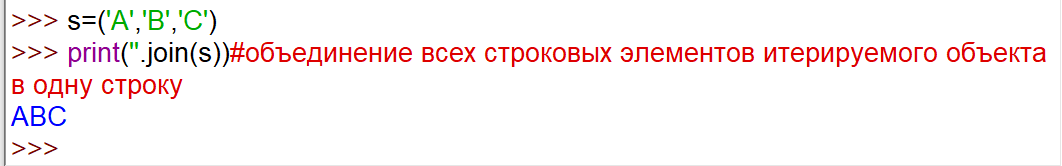 >>> s=('A','B','C')
>>> print(''.join(s))#объединение всех строковых элементов итерируемого объекта
в одну строку
ABC
>>>